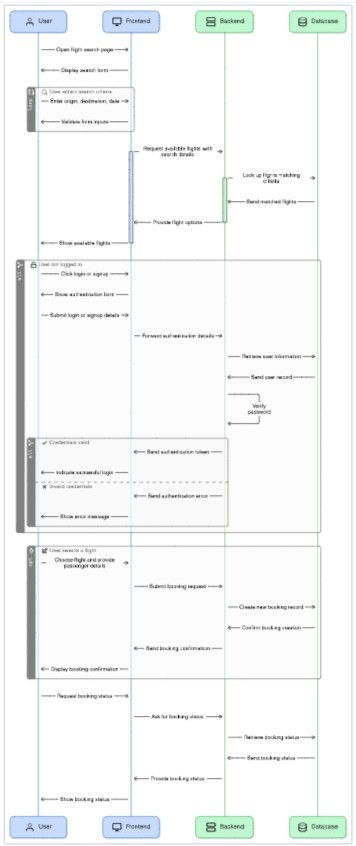 User Frontend Backend Database
Open flight search page
Display search form
loop
User enters search criteria
Enter origin, destination, date
Validate form inputs
Request available flights with
search details
Look up flights matching
criteria
Send matched flights
Provide flight options
Show available flights
alt
User not logged in
Click login or signup
Show authentication form
Submit login or signup details
Forward authentication details
Retrieve user information
Send user record
Verify
password
alt
Credentials valid
Send authentication token
Indicate successful login
Invalid credentials
Send authentication error
Show error message
opt
User selects a flight
Choose flight and provide
passenger details
Submit booking request
Create new booking record
Confirm booking creation
Send booking confirmation
Display booking confirmation
Request booking status
Ask for booking status
Retrieve booking status
Send booking status
Provide booking status
Show booking status
User Frontend Backend Database